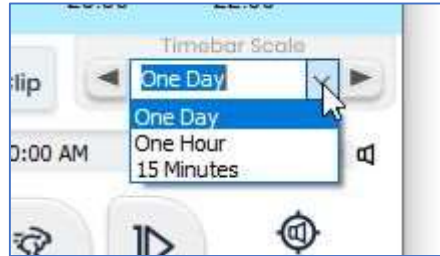 Timebar Scale
lip
One Day
One Day
0:00 AM
One Hour
15 Minutes